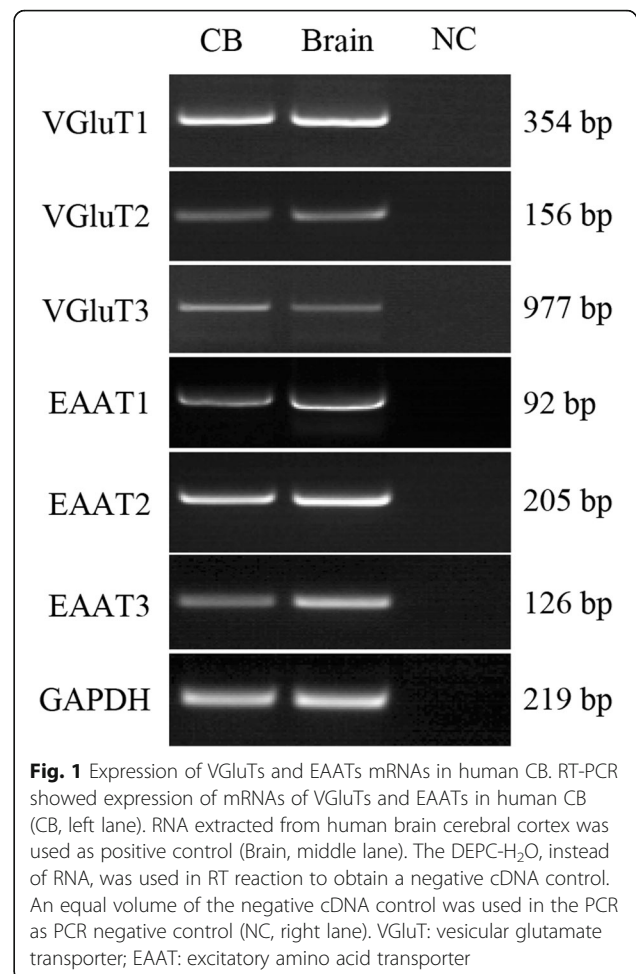 CB Brain NC
VGluT1 354 bp
VGluT2 156 bp
VGluT3 977 bp
EAAT1 92 bp
EAAT2 205 bp
EAAT3 126 bp
GAPDH 219 bp
Fig. 1 Expression of VGluTs and EAATs mRNAs in human CB. RT-PCR
showed expression of mRNAs of VGluTs and EAATs in human CB
(CB, left lane). RNA extracted from human brain cerebral cortex was
used as positive control (Brain, middle lane). The DEPC-H₂O, instead
of RNA, was used in RT reaction to obtain a negative cDNA control.
An equal volume of the negative cDNA control was used in the PCR
as PCR negative control (NC, right lane). VGluT: vesicular glutamate
transporter; EAAT: excitatory amino acid transporter